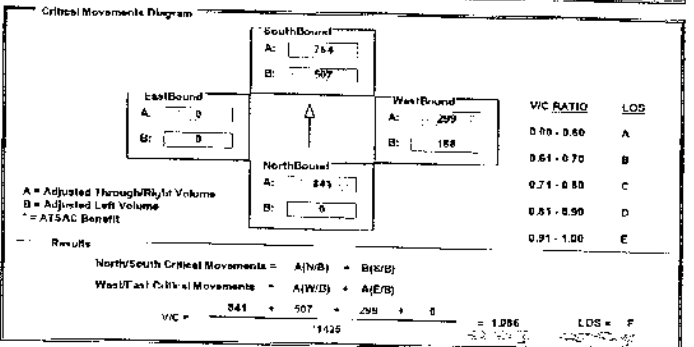 Critical Movements Diagram
SouthBound
A: 764
B: 507
EastBound
A: 0
B: 0
WestBound
A: 299
B: 188
NorthBound
A: 841
B: 0
V/C RATIO LOS
0.00 - 0.60 A
0.61 - 0.70 B
0.71 - 0.80 C
0.81 - 0.90 D
0.91 - 1.00 E
A = Adjusted Through/Right Volume
B = Adjusted Left Volume
* = ATSAC Benefit
Results
North/South Critical Movements = A(N/B) + B(S/B)
West/East Critical Movements = A(W/B) + A(E/B)
V/C = 841 + 507 + 299 + 0
*1425
= 1.086 LOS = F